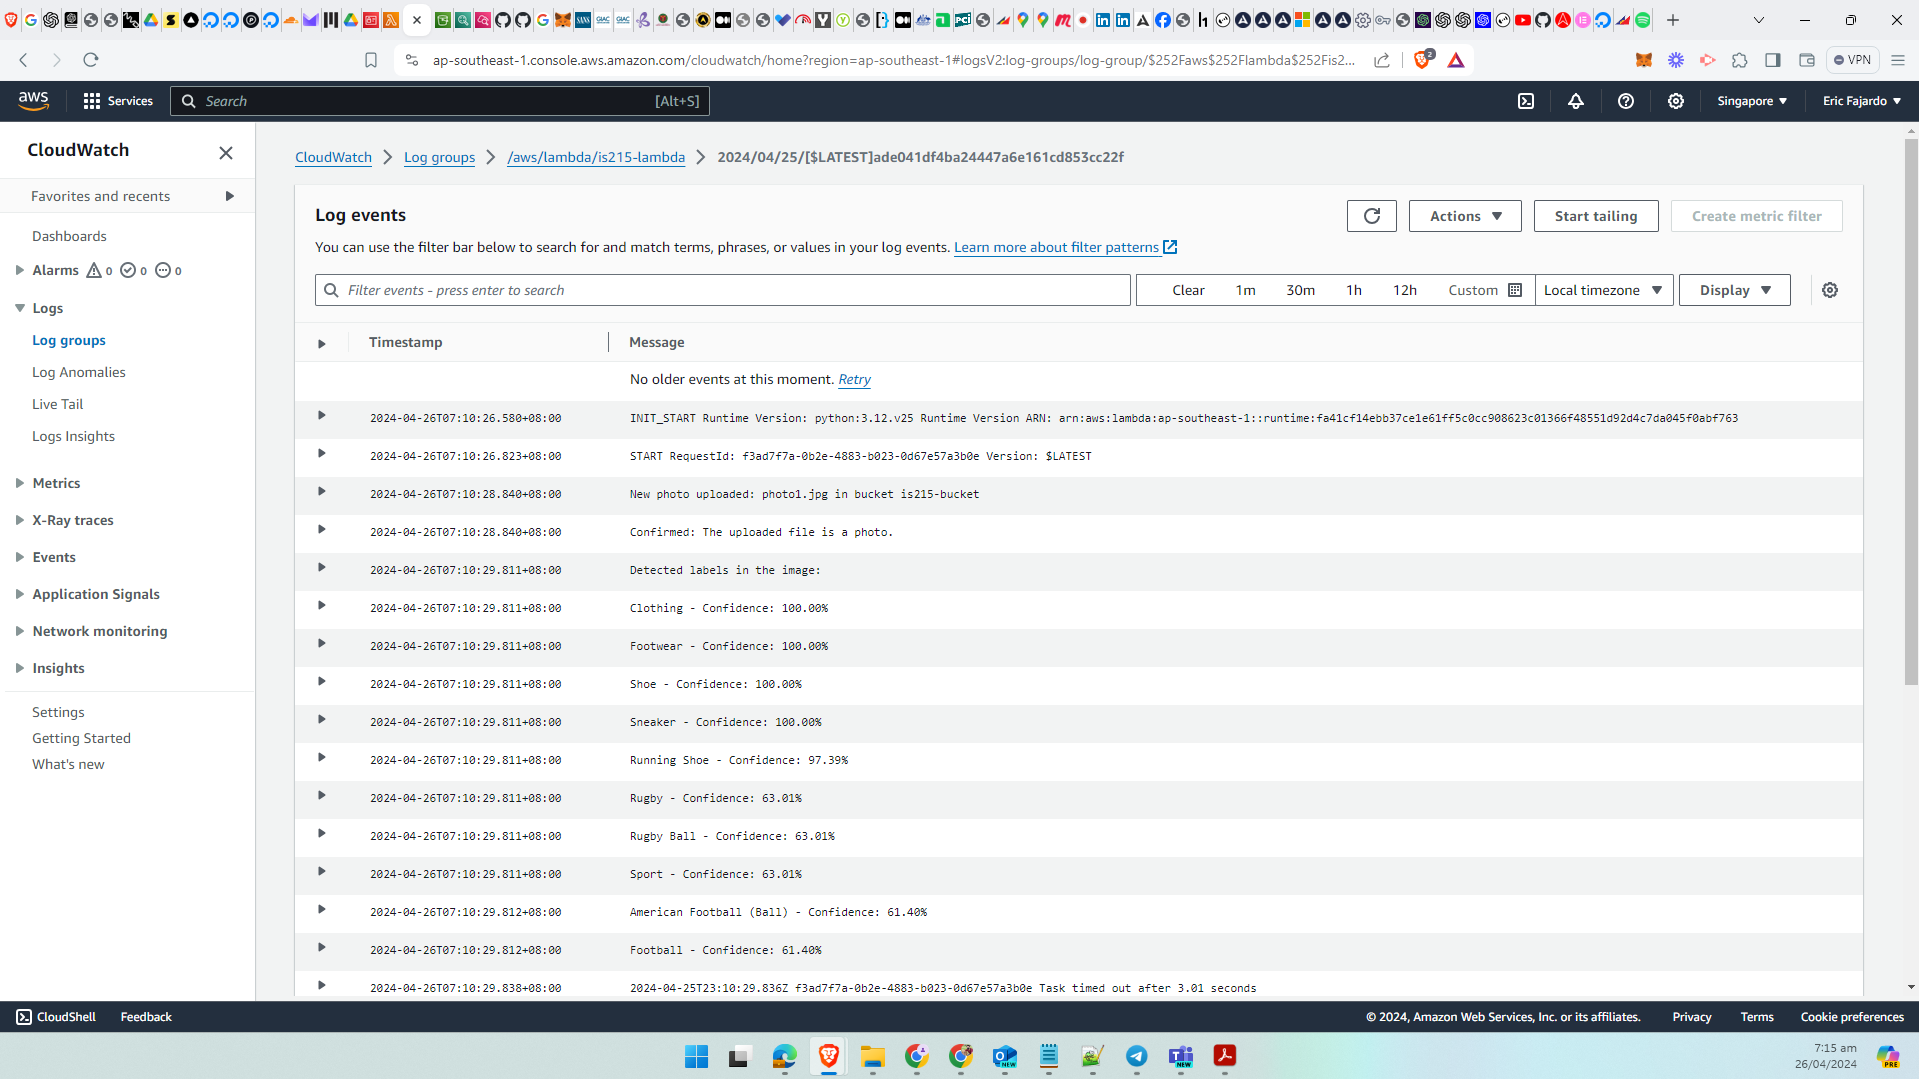 ap-southeast-1.console.aws.amazon.com/cloudwatch/home?region=ap-southeast-1#logsV2:log-groups/log-group/$252Faws$252Flambda$252Fis2...
2
VPN
aws
Services
Search
[Alt+S]
Singapore
Eric Fajardo
CloudWatch
Favorites and recents
Dashboards
Alarms 0 0 0
Logs
Log groups
Log Anomalies
Live Tail
Logs Insights
Metrics
X-Ray traces
Events
Application Signals
Network monitoring
Insights
Settings
Getting Started
What's new
CloudWatch
Log groups
/aws/lambda/is215-lambda
2024/04/25/[$LATEST]ade041df4ba24447a6e161cd853cc22f
Log events
Actions
Start tailing
Create metric filter
You can use the filter bar below to search for and match terms, phrases, or values in your log events. Learn more about filter patterns
Filter events - press enter to search
Clear 1m 30m 1h 12h Custom Local timezone Display
Timestamp Message
No older events at this moment. Retry
2024-04-26T07:10:26.580+08:00 INIT_START Runtime Version: python:3.12.v25 Runtime Version ARN: arn:aws:lambda:ap-southeast-1::runtime:fa41cf14ebb37ce1e61ff5c0cc908623c01366f48551d92d4c7da045f0abf763
2024-04-26T07:10:26.823+08:00 START RequestId: f3ad7f7a-0b2e-4883-b023-0d67e57a3b0e Version: $LATEST
2024-04-26T07:10:28.840+08:00 New photo uploaded: photo1.jpg in bucket is215-bucket
2024-04-26T07:10:28.840+08:00 Confirmed: The uploaded file is a photo.
2024-04-26T07:10:29.811+08:00 Detected labels in the image:
2024-04-26T07:10:29.811+08:00 Clothing - Confidence: 100.00%
2024-04-26T07:10:29.811+08:00 Footwear - Confidence: 100.00%
2024-04-26T07:10:29.811+08:00 Shoe - Confidence: 100.00%
2024-04-26T07:10:29.811+08:00 Sneaker - Confidence: 100.00%
2024-04-26T07:10:29.811+08:00 Running Shoe - Confidence: 97.39%
2024-04-26T07:10:29.811+08:00 Rugby - Confidence: 63.01%
2024-04-26T07:10:29.811+08:00 Rugby Ball - Confidence: 63.01%
2024-04-26T07:10:29.811+08:00 Sport - Confidence: 63.01%
2024-04-26T07:10:29.812+08:00 American Football (Ball) - Confidence: 61.40%
2024-04-26T07:10:29.812+08:00 Football - Confidence: 61.40%
2024-04-26T07:10:29.838+08:00 2024-04-25T23:10:29.836Z f3ad7f7a-0b2e-4883-b023-0d67e57a3b0e Task timed out after 3.01 seconds
CloudShell
Feedback
© 2024, Amazon Web Services, Inc. or its affiliates.
Privacy
Terms
Cookie preferences
7:15 am
26/04/2024